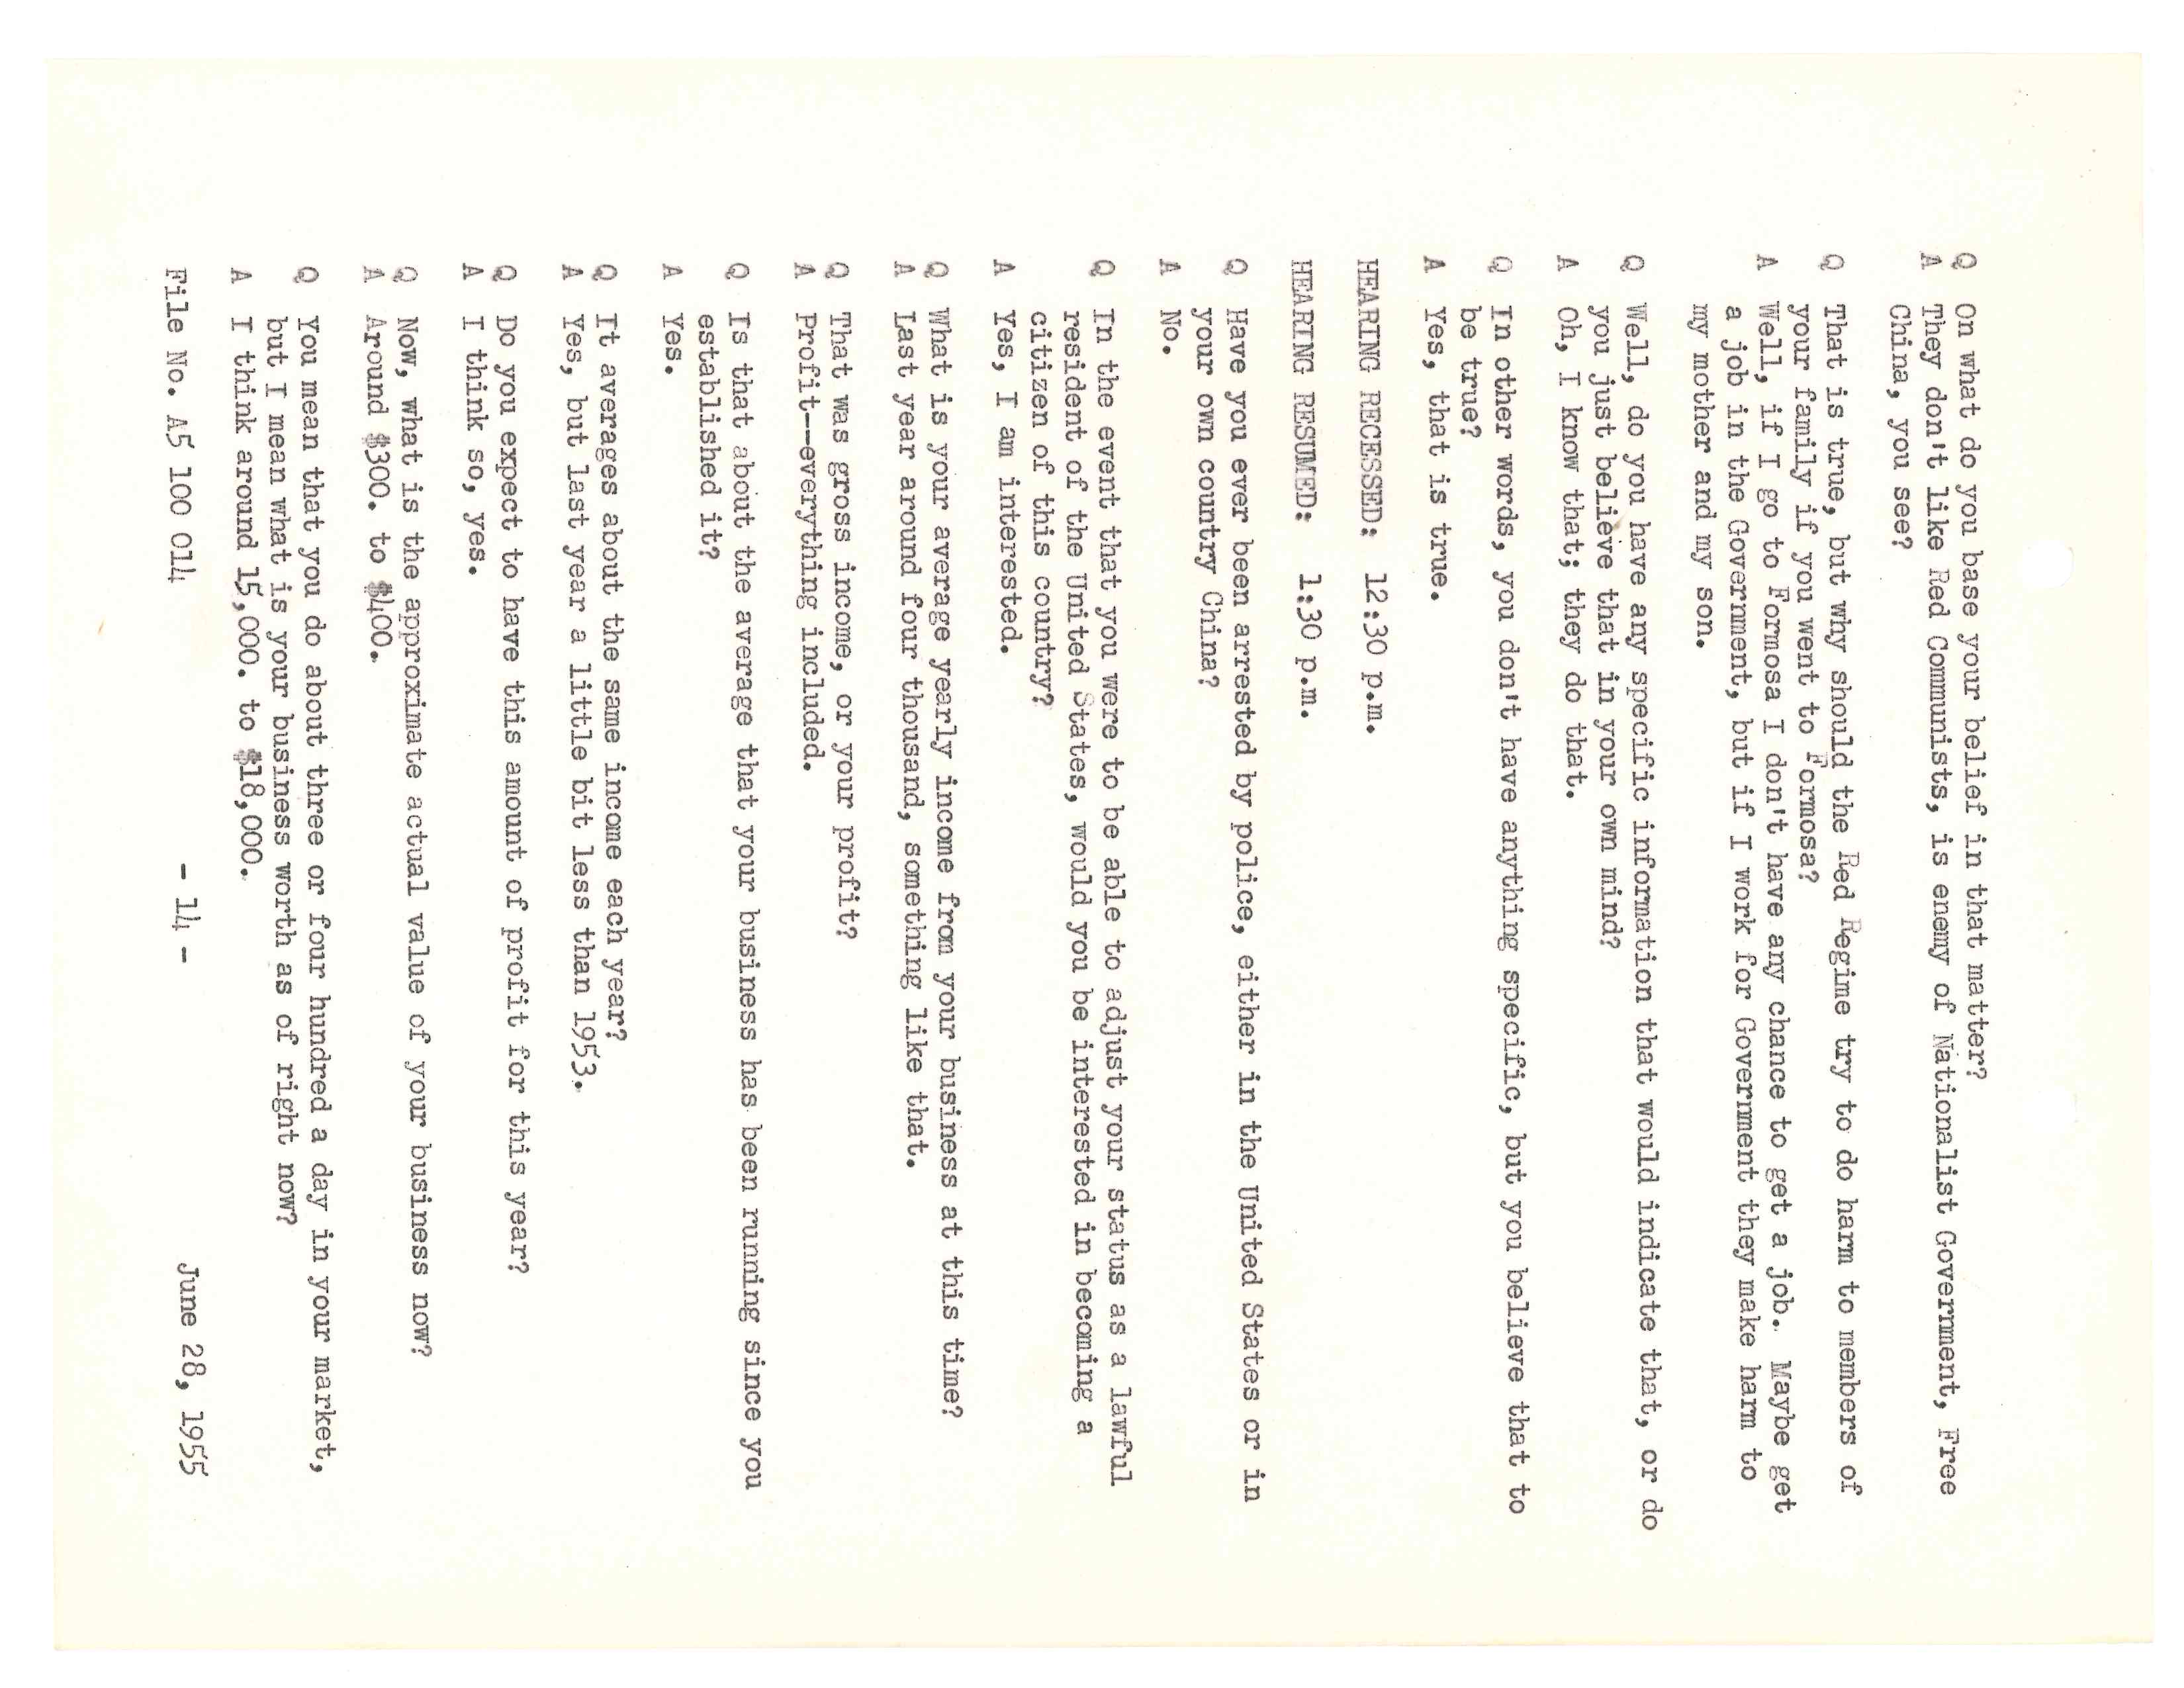 Q On what do you base your belief in that matter?
A They don't like Red Communists, is enemy of Nationalist Government, Free
China, you see?
Q That is true, but why should the Red Regime try to do harm to members of
your family if you went to Formosa?
A Well, if I go to Formosa I don't have any chance to get a job. Maybe get
a job in the Government, but if I work for Government they make harm to
my mother and my son.
Q Well, do you have any specific information that would indicate that, or do
you just believe that in your own mind?
A Oh, I know that; they do that.
Q In other words, you don't have anything specific, but you believe that to
be true?
A Yes, that is true.
HEARING RECESSED: 12:30 p.m.
HEARING RESUMED: 1:30 p.m.
Q Have you ever been arrested by police, either in the United States or in
your own country China?
A No.
Q In the event that you were to be able to adjust your status as a lawful
resident of the United States, would you be interested in becoming a
citizen of this country?
A Yes, I am interested.
Q What is your average yearly income from your business at this time?
A Last year around four thousand, something like that.
Q That was gross income, or your profit?
A Profit--everything included.
Q Is that about the average that your business has been running since you
established it?
A Yes.
Q It averages about the same income each year?
A Yes, but last year a little bit less than 1953.
Q Do you expect to have this amount of profit for this year?
A I think so, yes.
Q Now, what is the approximate actual value of your business now?
A Around $300. to $400.
Q You mean that you do about three or four hundred a day in your market,
but I mean what is your business worth as of right now?
A I think around 15,000. to $18,000.
File No. A5 100 014 - 14 - June 28, 1955